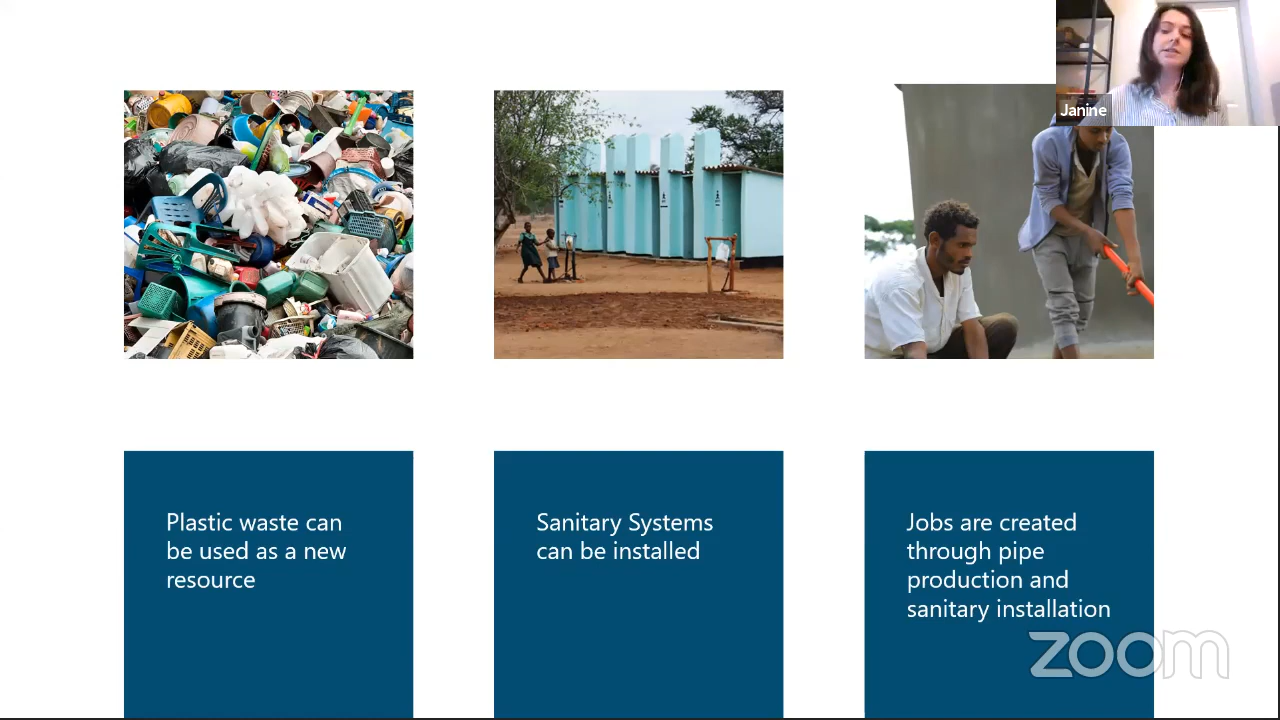 Janine
Plastic waste can
be used as a new
resource
Sanitary Systems
can be installed
Jobs are created
through pipe
production and
sanitary installation
zoom